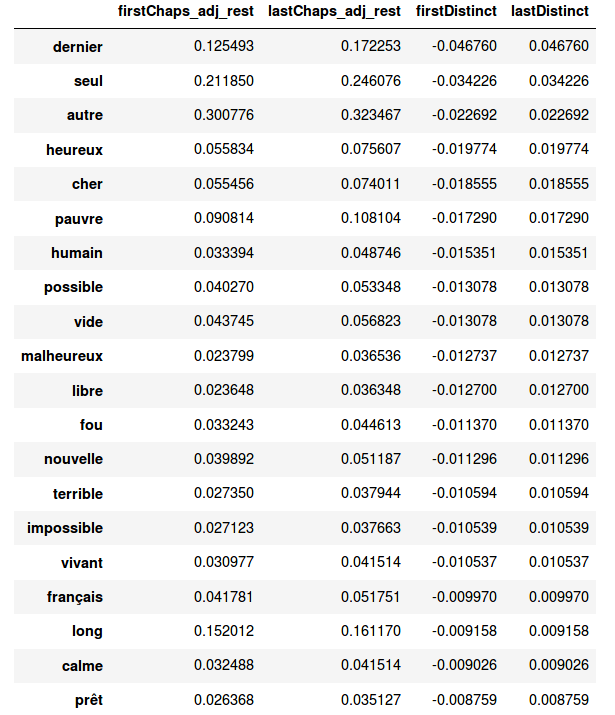 firstChaps_adj_rest lastChaps_adj_rest firstDistinct lastDistinct
dernier 0.125493 0.172253 -0.046760 0.046760
seul 0.211850 0.246076 -0.034226 0.034226
autre 0.300776 0.323467 -0.022692 0.022692
heureux 0.055834 0.075607 -0.019774 0.019774
cher 0.055456 0.074011 -0.018555 0.018555
pauvre 0.090814 0.108104 -0.017290 0.017290
humain 0.033394 0.048746 -0.015351 0.015351
possible 0.040270 0.053348 -0.013078 0.013078
vide 0.043745 0.056823 -0.013078 0.013078
malheureux 0.023799 0.036536 -0.012737 0.012737
libre 0.023648 0.036348 -0.012700 0.012700
fou 0.033243 0.044613 -0.011370 0.011370
nouvelle 0.039892 0.051187 -0.011296 0.011296
terrible 0.027350 0.037944 -0.010594 0.010594
impossible 0.027123 0.037663 -0.010539 0.010539
vivant 0.030977 0.041514 -0.010537 0.010537
français 0.041781 0.051751 -0.009970 0.009970
long 0.152012 0.161170 -0.009158 0.009158
calme 0.032488 0.041514 -0.009026 0.009026
prêt 0.026368 0.035127 -0.008759 0.008759